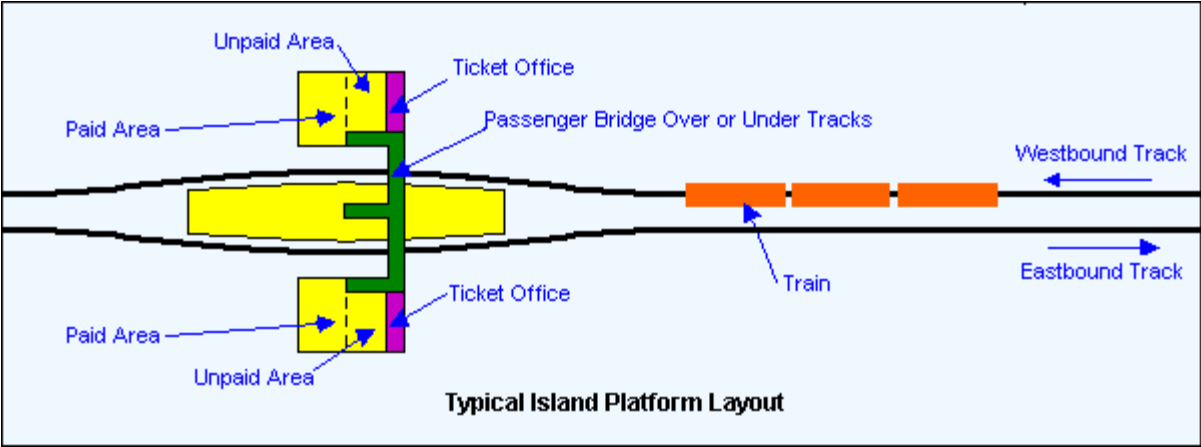 Unpaid Area
Ticket Office
Paid Area
Passenger Bridge Over or Under Tracks
Westbound Track
Eastbound Track
Train
Ticket Office
Paid Area
Unpaid Area
Typical Island Platform Layout